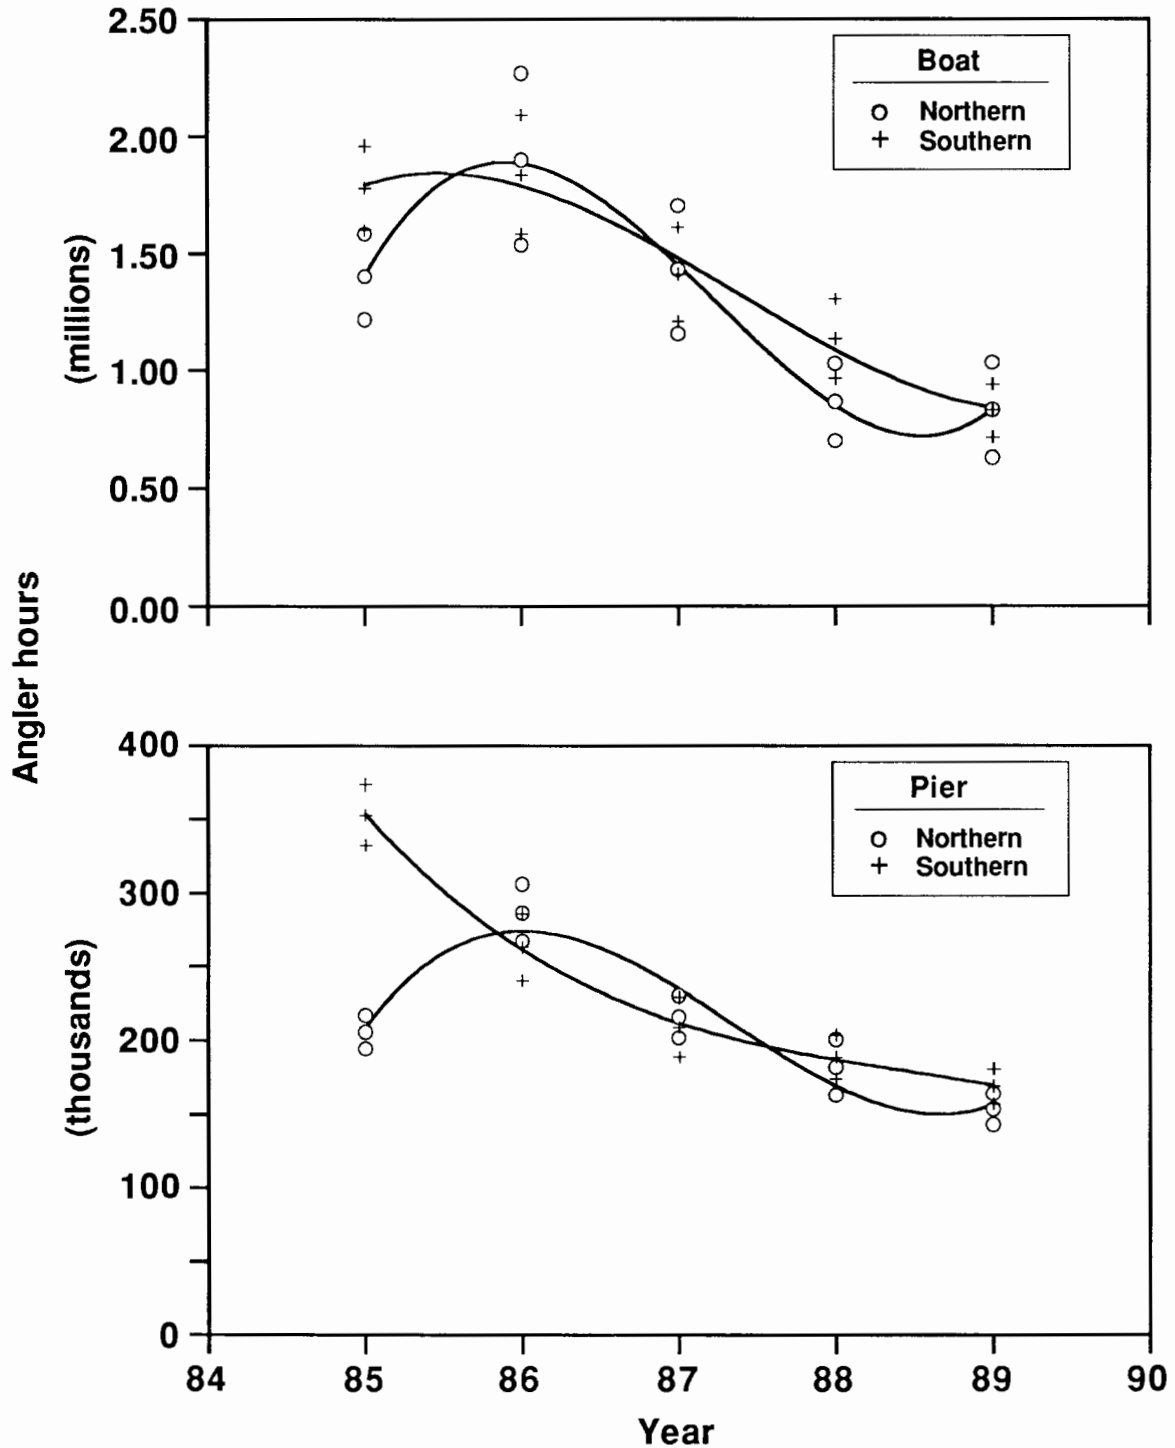 2.50
2.00
1.50
1.00
0.50
0.00
(millions)
Boat
Northern
Southern
Angler hours
400
300
200
100
0
(thousands)
Pier
Northern
Southern
84 85 86 87 88 89 90
Year